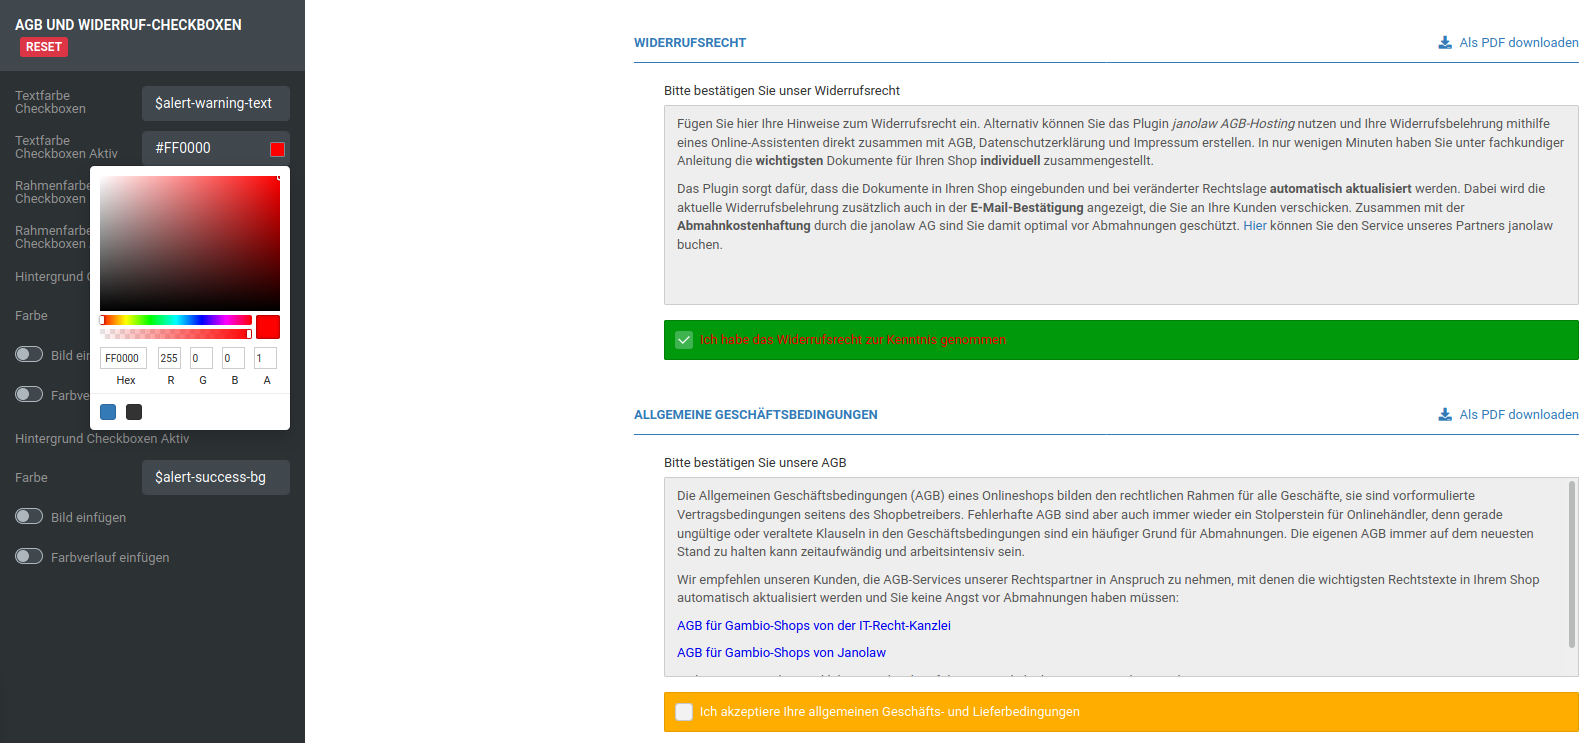 AGB UND WIDERRUF-CHECKBOXEN
RESET
Textfarbe
Checkboxen
$alert-warning-text
Textfarbe
Checkboxen Aktiv
#FF0000
Rahmenfarbe
Checkboxen
Rahmenfarbe
Checkboxen
Hintergrund
Farbe
Bild
FF0000
255
0
0
1
Hex
R
G
B
A
Hintergrund Checkboxen Aktiv
Farbe
$alert-success-bg
Bild einfügen
Farbverlauf einfügen
WIDERRUFSRECHT
Als PDF downloaden
Bitte bestätigen Sie unser Widerrufsrecht
Fügen Sie hier Ihre Hinweise zum Widerrufsrecht ein. Alternativ können Sie das Plugin janolaw AGB-Hosting nutzen und Ihre Widerrufsbelehrung mithilfe
eines Online-Assistenten direkt zusammen mit AGB, Datenschutzerklärung und Impressum erstellen. In nur wenigen Minuten haben Sie unter fachkundiger
Anleitung die wichtigsten Dokumente für Ihren Shop individuell zusammengestellt.
Das Plugin sorgt dafür, dass die Dokumente in Ihren Shop eingebunden und bei veränderter Rechtslage automatisch aktualisiert werden. Dabei wird die
aktuelle Widerrufsbelehrung zusätzlich auch in der E-Mail-Bestätigung angezeigt, die Sie an Ihre Kunden verschicken. Zusammen mit der
Abmahnkostenhaftung durch die janolaw AG sind Sie damit optimal vor Abmahnungen geschützt. Hier können Sie den Service unseres Partners janolaw
buchen.
Ich habe das Widerrufsrecht zur Kenntnis genommen
ALLGEMEINE GESCHÄFTSBEDINGUNGEN
Als PDF downloaden
Bitte bestätigen Sie unsere AGB
Die Allgemeinen Geschäftsbedingungen (AGB) eines Onlineshops bilden den rechtlichen Rahmen für alle Geschäfte, sie sind vorformulierte
Vertragsbedingungen seitens des Shopbetreibers. Fehlerhafte AGB sind aber auch immer wieder ein Stolperstein für Onlinehändler, denn gerade
ungültige oder veraltete Klauseln in den Geschäftsbedingungen sind ein häufiger Grund für Abmahnungen. Die eigenen AGB immer auf dem neuesten
Stand zu halten kann zeitaufwändig und arbeitsintensiv sein.
Wir empfehlen unseren Kunden, die AGB-Services unserer Rechtspartner in Anspruch zu nehmen, mit denen die wichtigsten Rechtstexte in Ihrem Shop
automatisch aktualisiert werden und Sie keine Angst vor Abmahnungen haben müssen:
AGB für Gambio-Shops von der IT-Recht-Kanzlei
AGB für Gambio-Shops von Janolaw
Ich akzeptiere Ihre allgemeinen Geschäfts- und Lieferbedingungen